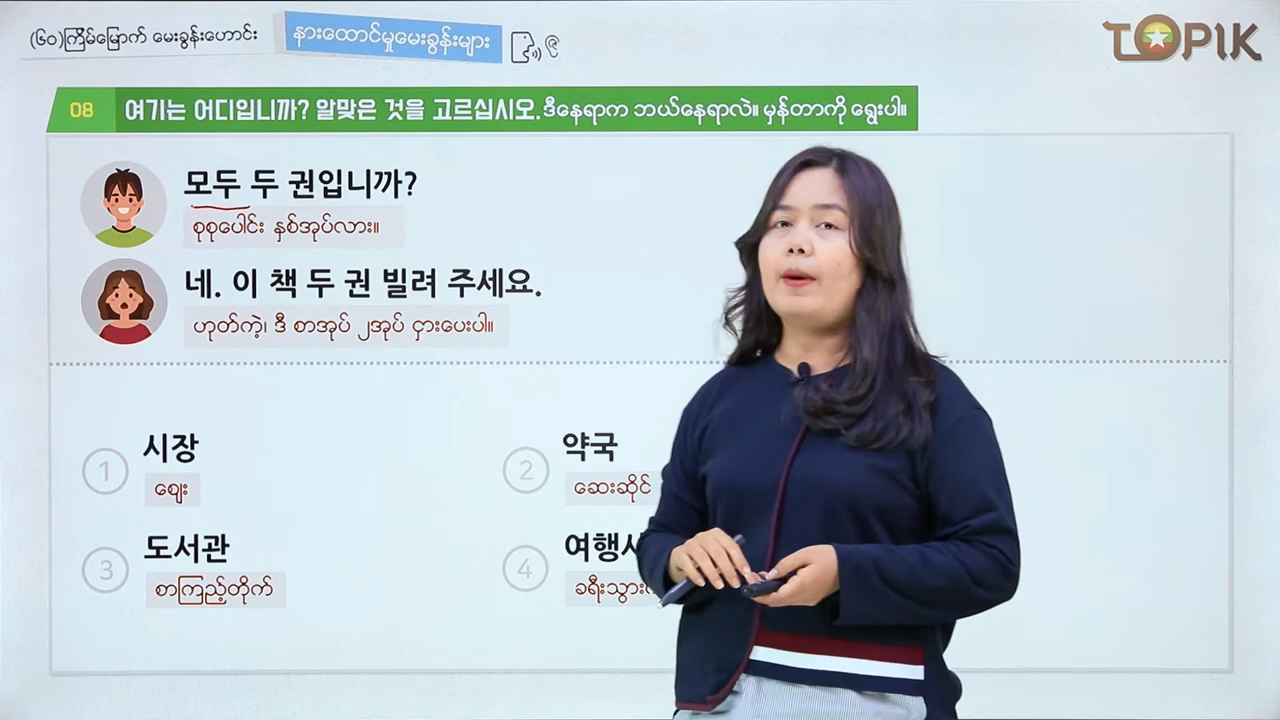 (၆၀)ကြိမ်မြောက် မေးခွန်းဟောင်း
နားထောင်မှုမေးခွန်းများ
TOPIK
08 여기는 어디입니까? 알맞은 것을 고르십시오. ဒီနေရာက ဘယ်နေရာလဲ။ မှန်တာကို ရွေးပါ။
모두 두 권입니까?
စုစုပေါင်း နှစ်အုပ်လား။
네. 이 책 두 권 빌려 주세요.
ဟုတ်ကဲ့၊ ဒီ စာအုပ် ၂အုပ် ငှားပေးပါ။
1 시장
ဈေး
2 약국
ဆေးဆိုင်
3 도서관
စာကြည့်တိုက်
4